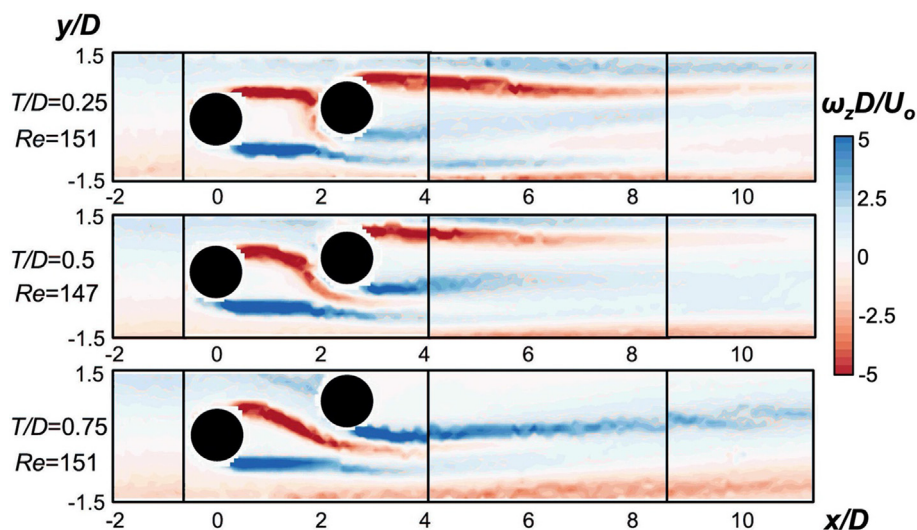 y/D
1.5
T/D=0.25
Re=151
-1.5
-2 0 2 4 6 8 10
1.5
T/D=0.5
Re=147
-1.5
-2 0 2 4 6 8 10
1.5
T/D=0.75
Re=151
-1.5
-2 0 2 4 6 8 10 x/D
ω_zD/U_o
5
2.5
0
-2.5
-5